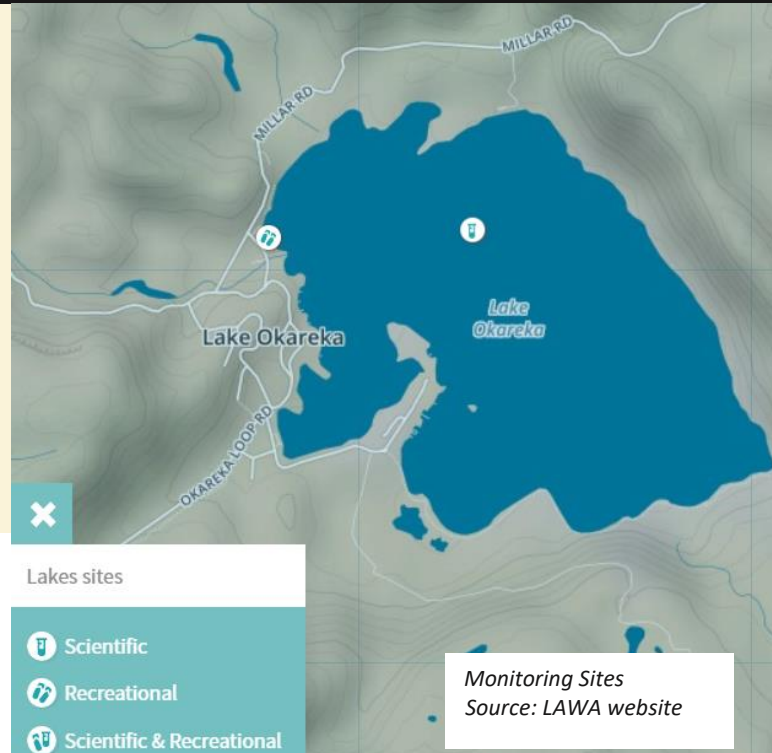 MILLAR RD
MILLAR RD
Lake
Okareka
Lake Okareka
OKAREKA LOOP RD
Lakes sites
Scientific
Recreational
Scientific & Recreational
Monitoring Sites
Source: LAWA website